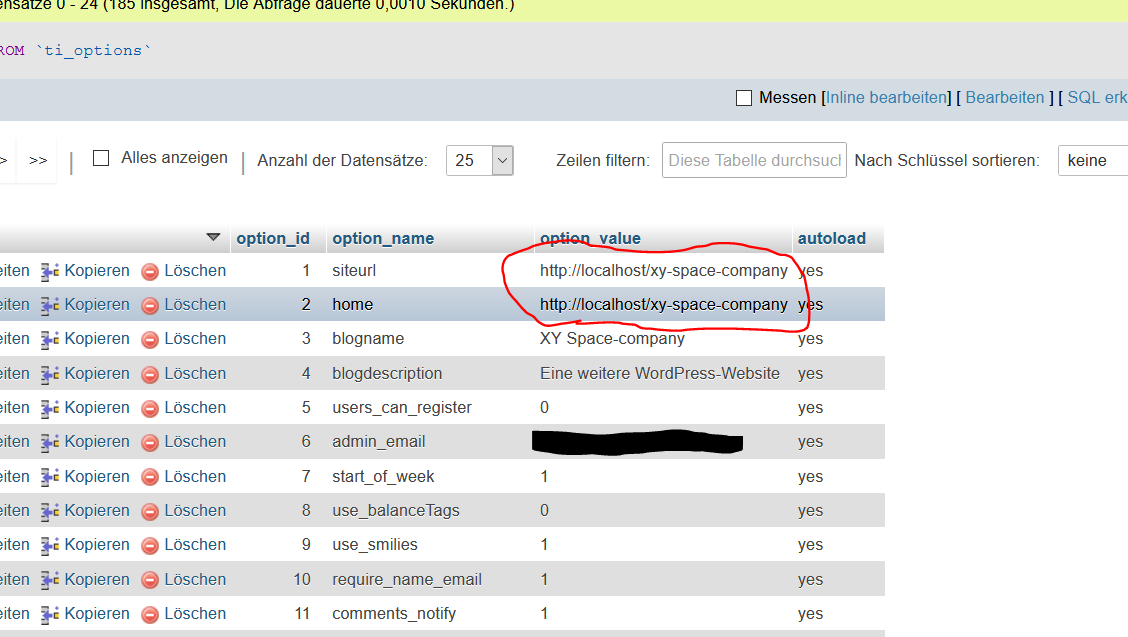 ensätze 0 - 24 (185 insgesamt, Die Abfrage dauerte 0,0010 Sekunden.)
ROM `ti_options`
Messen [Inline bearbeiten] [ Bearbeiten ] [ SQL erk
> >> | Alles anzeigen | Anzahl der Datensätze: 25 Zeilen filtern: Diese Tabelle durchsuch Nach Schlüssel sortieren: keine
option_id option_name option_value autoload
eiten Kopieren Löschen 1 siteurl http://localhost/xy-space-company yes
eiten Kopieren Löschen 2 home http://localhost/xy-space-company yes
eiten Kopieren Löschen 3 blogname XY Space-company yes
eiten Kopieren Löschen 4 blogdescription Eine weitere WordPress-Website yes
eiten Kopieren Löschen 5 users_can_register 0 yes
eiten Kopieren Löschen 6 admin_email yes
eiten Kopieren Löschen 7 start_of_week 1 yes
eiten Kopieren Löschen 8 use_balanceTags 0 yes
eiten Kopieren Löschen 9 use_smilies 1 yes
eiten Kopieren Löschen 10 require_name_email 1 yes
eiten Kopieren Löschen 11 comments_notify 1 yes